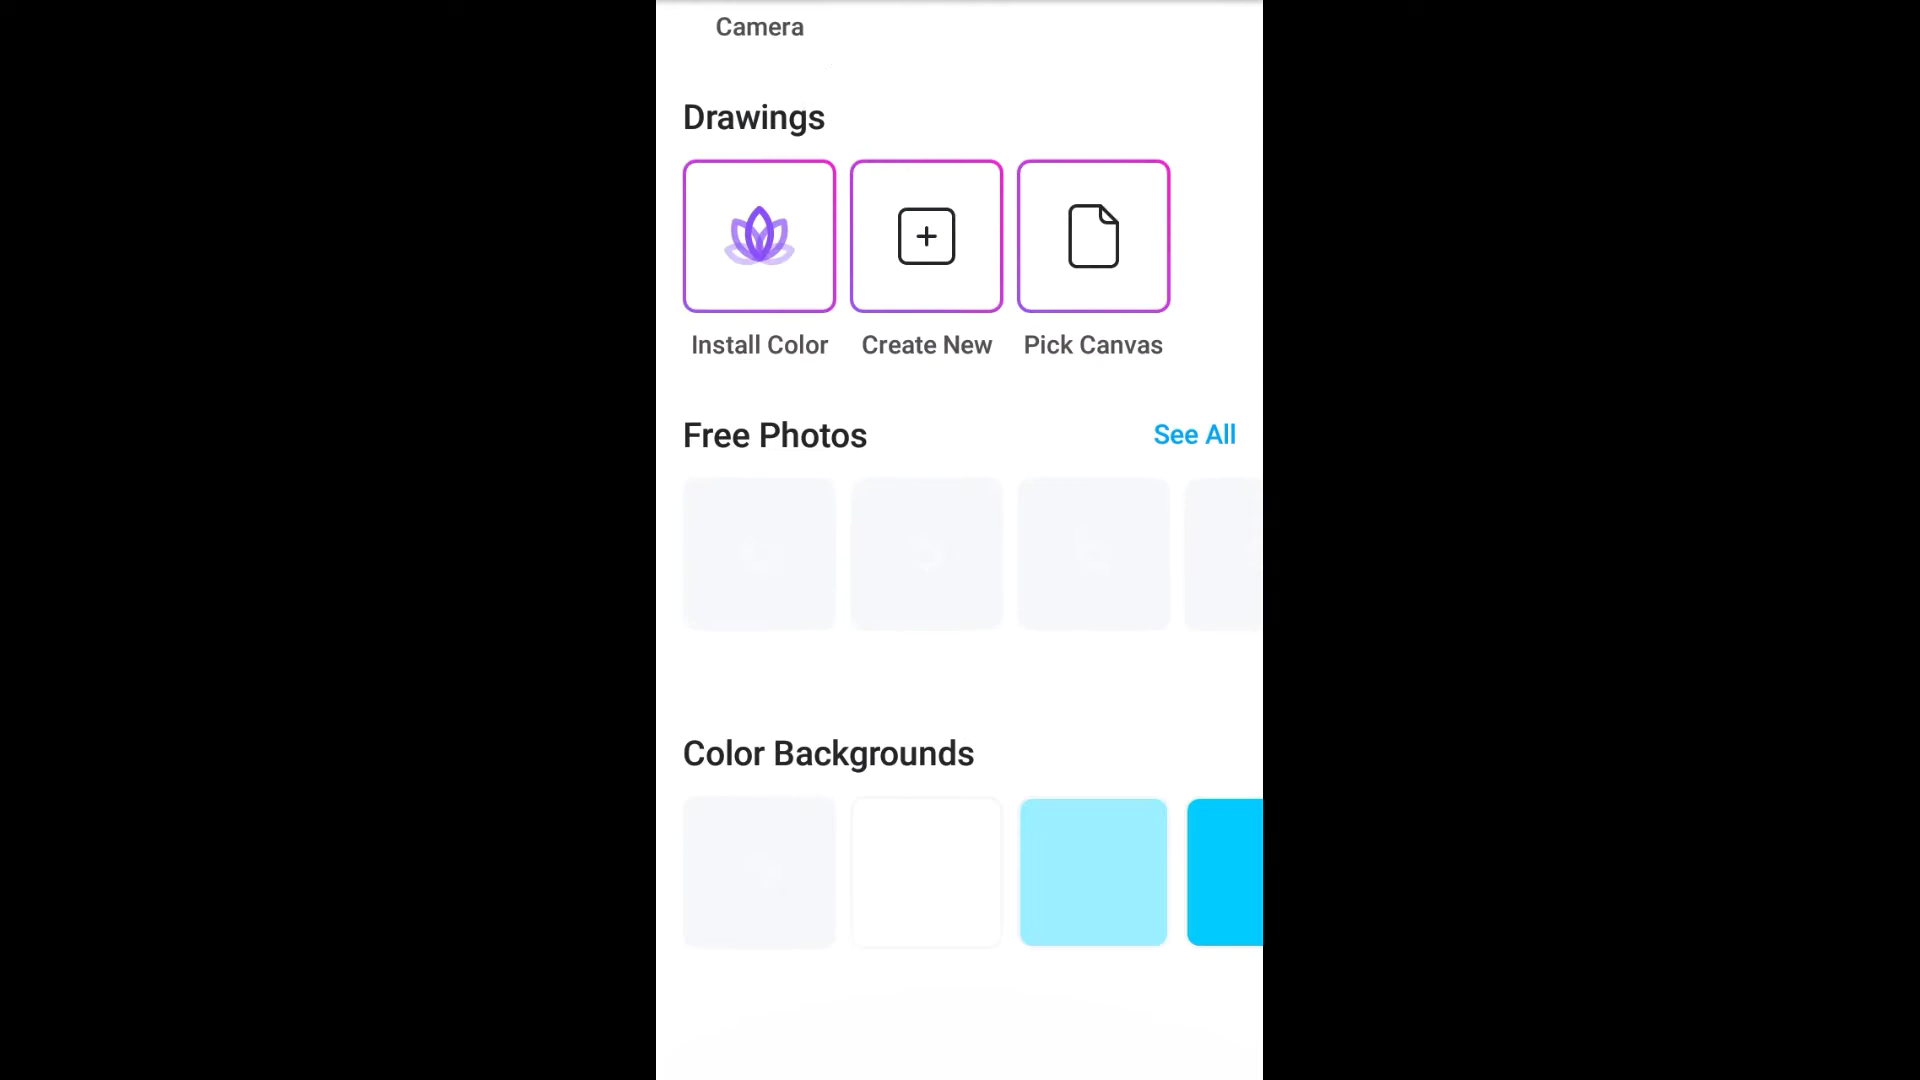 Camera
Drawings
Install Color
Create New
Pick Canvas
Free Photos
See All
Color Backgrounds